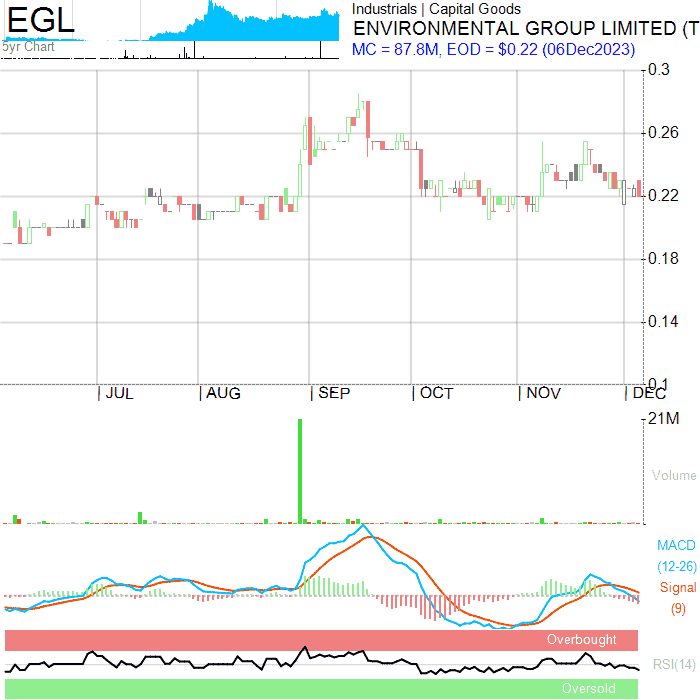 EGL
5yr Chart
Industrials | Capital Goods
ENVIRONMENTAL GROUP LIMITED (T
MC = 87.8M, EOD = $0.22 (06Dec2023)
0.3
0.26
0.22
0.18
0.14
0.1
JUL
AUG
SEP
OCT
NOV
DEC
21M
Volume
MACD
(12-26)
Signal
(9)
Overbought
RSI(14)
Oversold